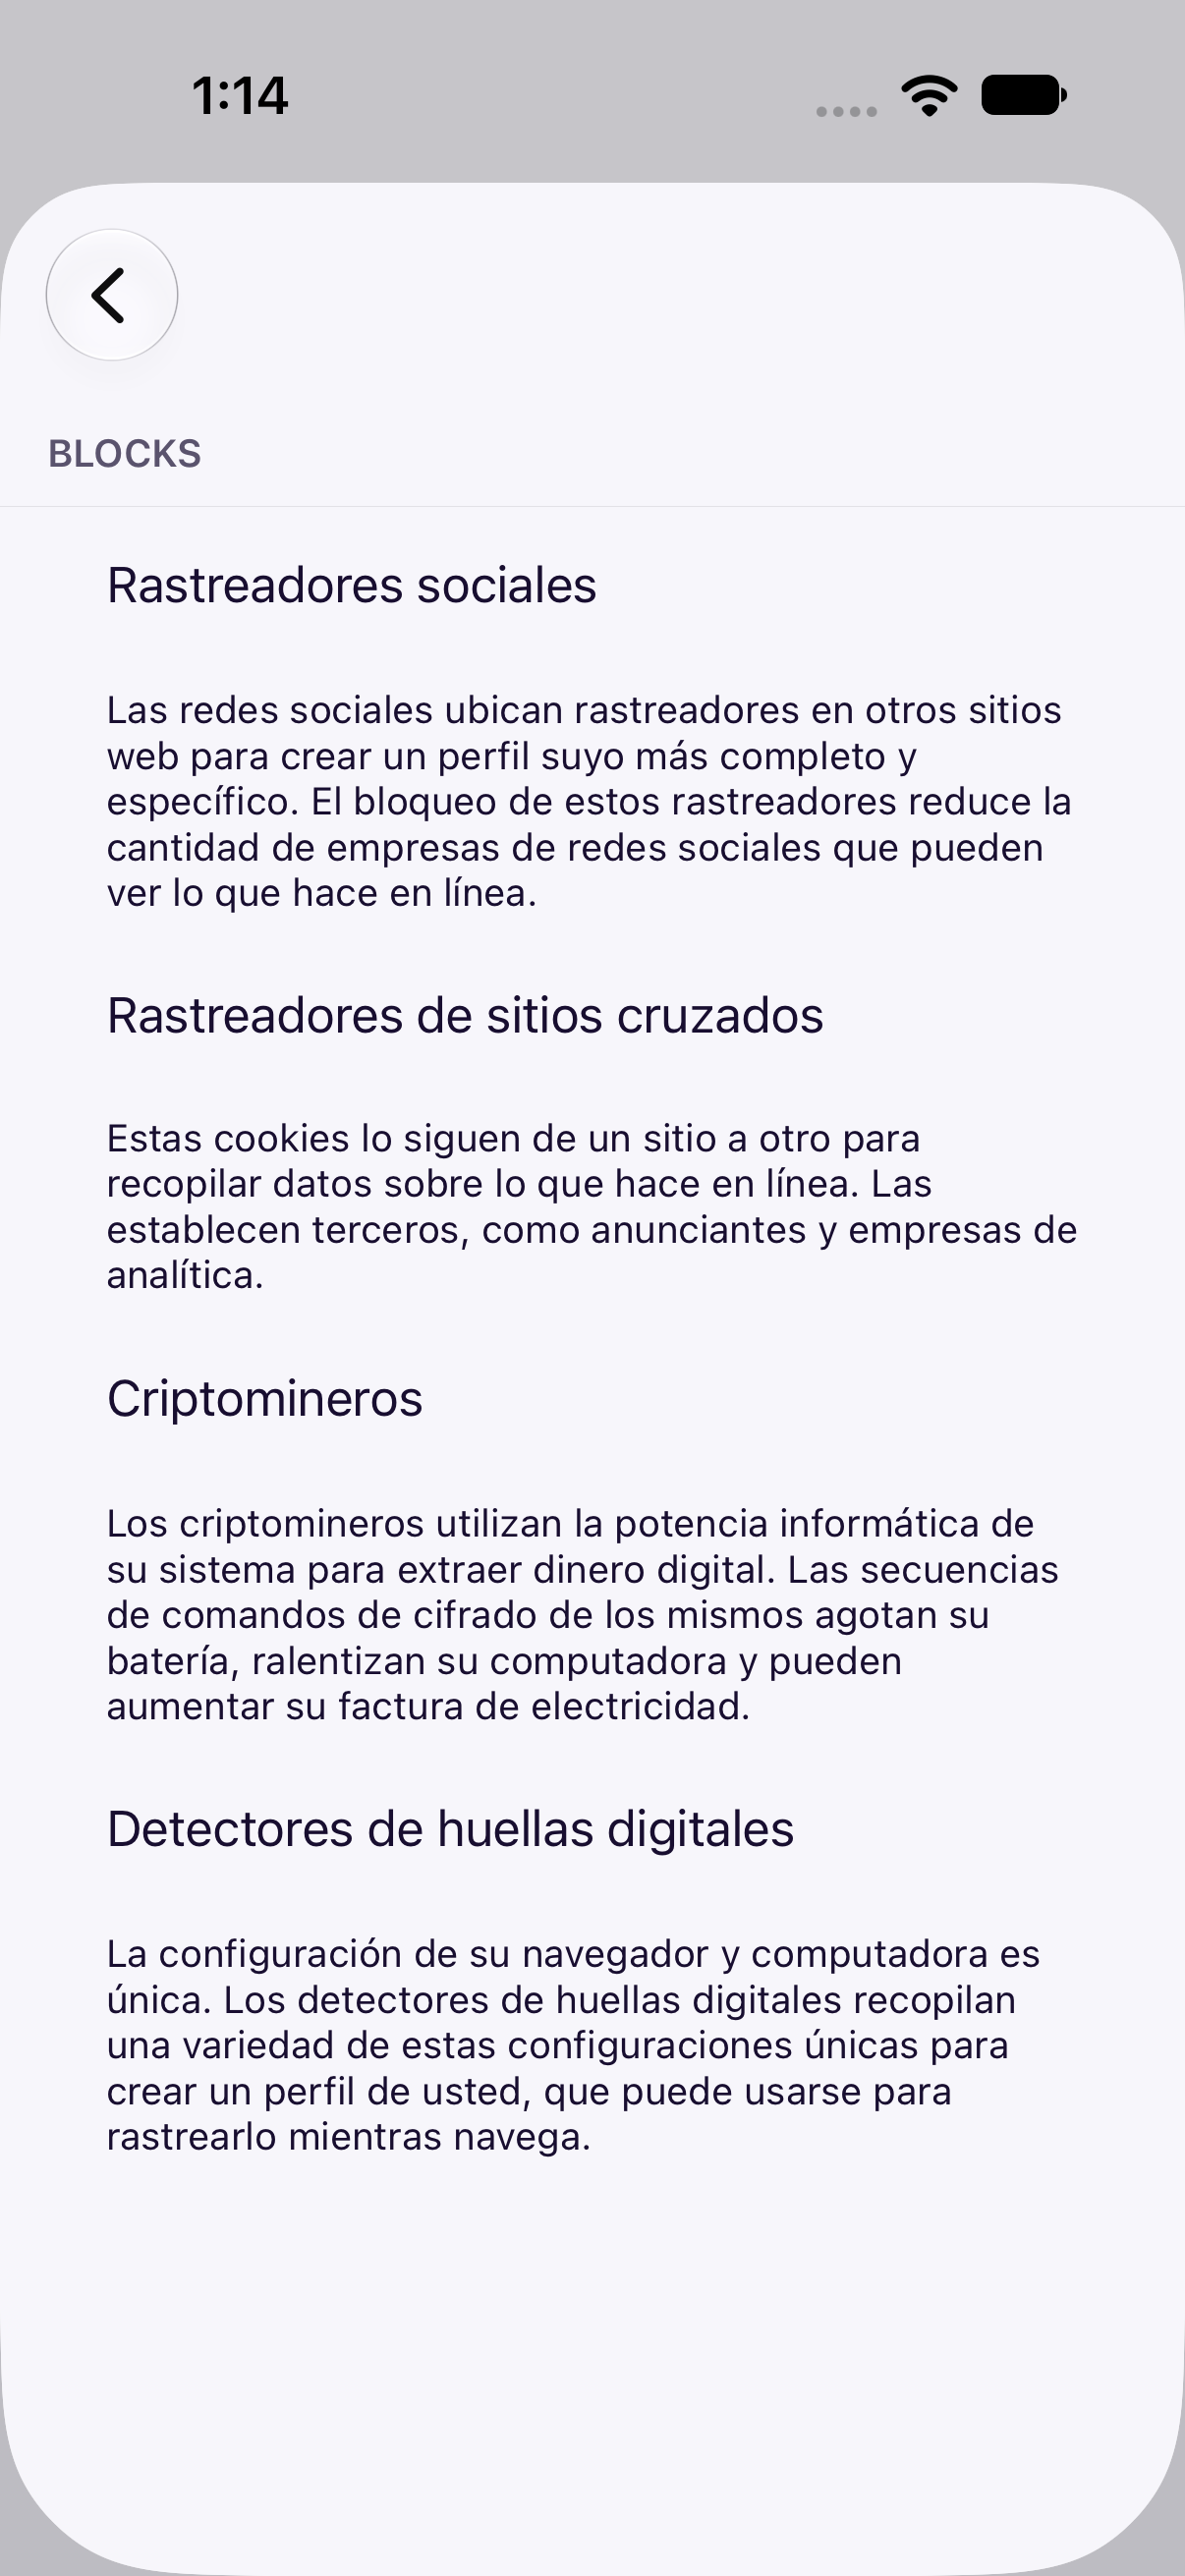 1:14
BLOCKS
Rastreadores sociales
Las redes sociales ubican rastreadores en otros sitios
web para crear un perfil suyo más completo y
específico. El bloqueo de estos rastreadores reduce la
cantidad de empresas de redes sociales que pueden
ver lo que hace en línea.
Rastreadores de sitios cruzados
Estas cookies lo siguen de un sitio a otro para
recopilar datos sobre lo que hace en línea. Las
establecen terceros, como anunciantes y empresas de
analítica.
Criptomineros
Los criptomineros utilizan la potencia informática de
su sistema para extraer dinero digital. Las secuencias
de comandos de cifrado de los mismos agotan su
batería, ralentizan su computadora y pueden
aumentar su factura de electricidad.
Detectores de huellas digitales
La configuración de su navegador y computadora es
única. Los detectores de huellas digitales recopilan
una variedad de estas configuraciones únicas para
crear un perfil de usted, que puede usarse para
rastrearlo mientras navega.